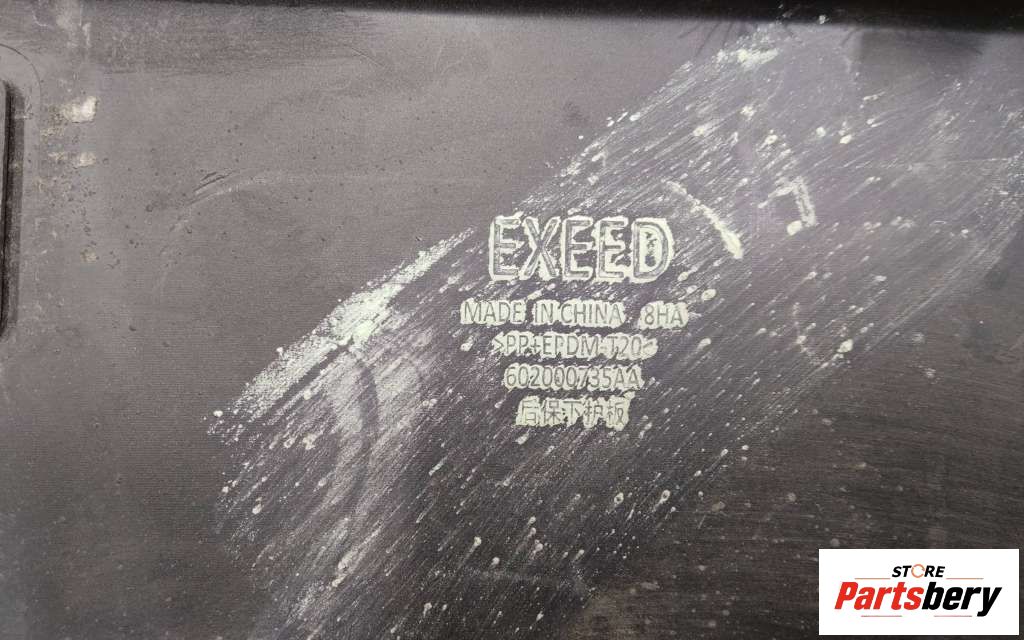 EXEED
MADE IN CHINA 8HA
>PP+EPDM-T20<
602000735AA
后保下护板
STORE
Partsbery